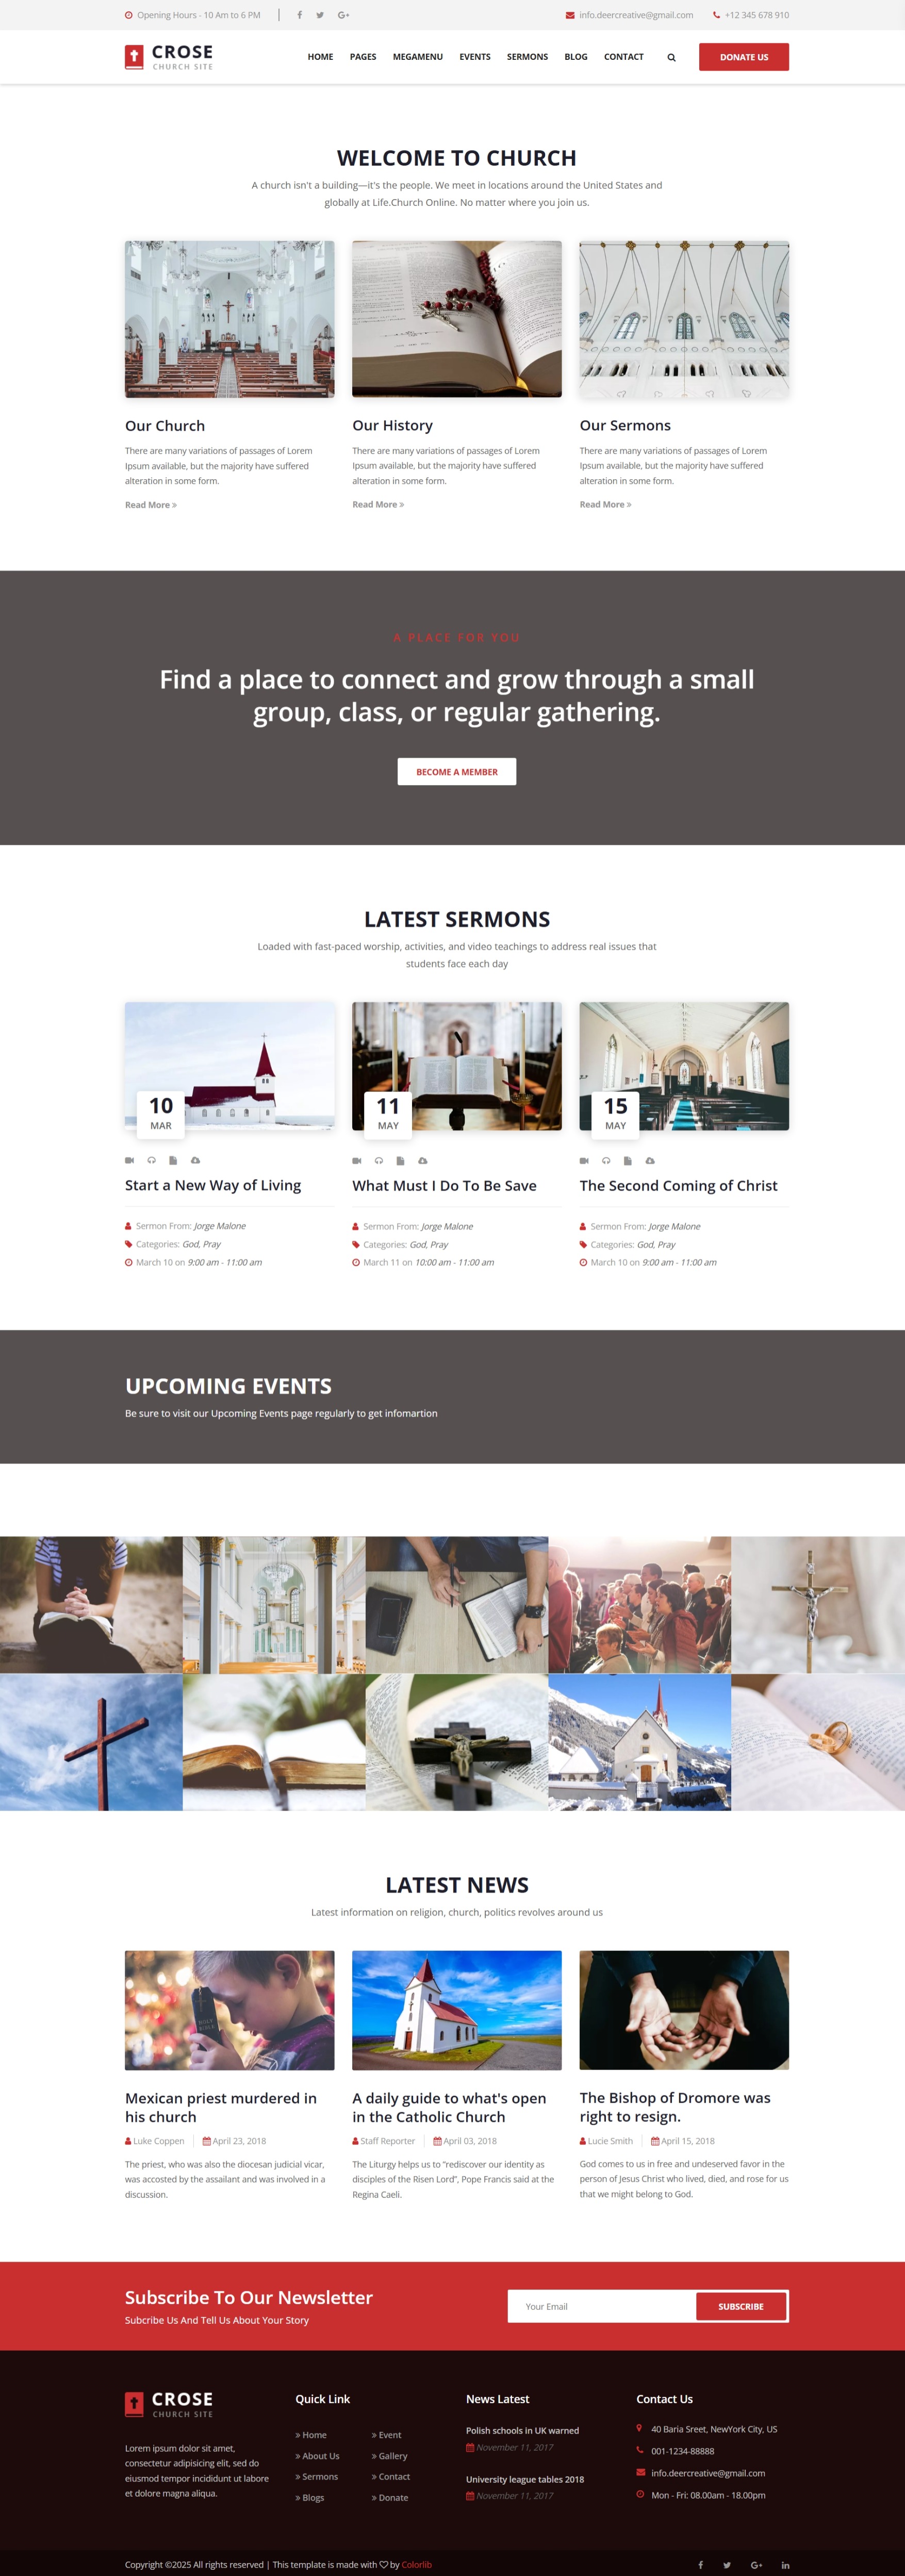 Opening Hours - 10 Am to 6 PM
info.deercreative@gmail.com
+12 345 678 910
CROSE
CHURCH SITE
HOME PAGES MEGAMENU EVENTS SERMONS BLOG CONTACT
DONATE US
WELCOME TO CHURCH
A church isn't a building—it's the people. We meet in locations around the United States and
globally at Life.Church Online. No matter where you join us.
Our Church
There are many variations of passages of Lorem
Ipsum available, but the majority have suffered
alteration in some form.
Read More »
Our History
There are many variations of passages of Lorem
Ipsum available, but the majority have suffered
alteration in some form.
Read More »
Our Sermons
There are many variations of passages of Lorem
Ipsum available, but the majority have suffered
alteration in some form.
Read More »
A PLACE FOR YOU
Find a place to connect and grow through a small
group, class, or regular gathering.
BECOME A MEMBER
LATEST SERMONS
Loaded with fast-paced worship, activities, and video teachings to address real issues that
students face each day
10
MAR
Start a New Way of Living
Sermon From: Jorge Malone
Categories: God, Pray
March 10 on 9:00 am - 11:00 am
11
MAY
What Must I Do To Be Save
Sermon From: Jorge Malone
Categories: God, Pray
March 11 on 10:00 am - 11:00 am
15
MAY
The Second Coming of Christ
Sermon From: Jorge Malone
Categories: God, Pray
March 10 on 9:00 am - 11:00 am
UPCOMING EVENTS
Be sure to visit our Upcoming Events page regularly to get infomartion
LATEST NEWS
Latest information on religion, church, politics revolves around us
HOLY
BIBLE
Mexican priest murdered in
his church
Luke Coppen
April 23, 2018
The priest, who was also the diocesan judicial vicar,
was accosted by the assailant and was involved in a
discussion.
A daily guide to what's open
in the Catholic Church
Staff Reporter
April 03, 2018
The Liturgy helps us to “rediscover our identity as
disciples of the Risen Lord”, Pope Francis said at the
Regina Caeli.
The Bishop of Dromore was
right to resign.
Lucie Smith
April 15, 2018
God comes to us in free and undeserved favor in the
person of Jesus Christ who lived, died, and rose for us
that we might belong to God.
Subscribe To Our Newsletter
Subcribe Us And Tell Us About Your Story
Your Email
SUBSCRIBE
CROSE
CHURCH SITE
Lorem ipsum dolor sit amet,
consectetur adipisicing elit, sed do
eiusmod tempor incididunt ut labore
et dolore magna aliqua.
Quick Link
» Home
» About Us
» Sermons
» Blogs
» Event
» Gallery
» Contact
» Donate
News Latest
Polish schools in UK warned
November 11, 2017
University league tables 2018
November 11, 2017
Contact Us
40 Baria Sreet, NewYork City, US
001-1234-88888
info.deercreative@gmail.com
Mon - Fri: 08.00am - 18.00pm
Copyright ©2025 All rights reserved | This template is made with ♡ by Colorlib